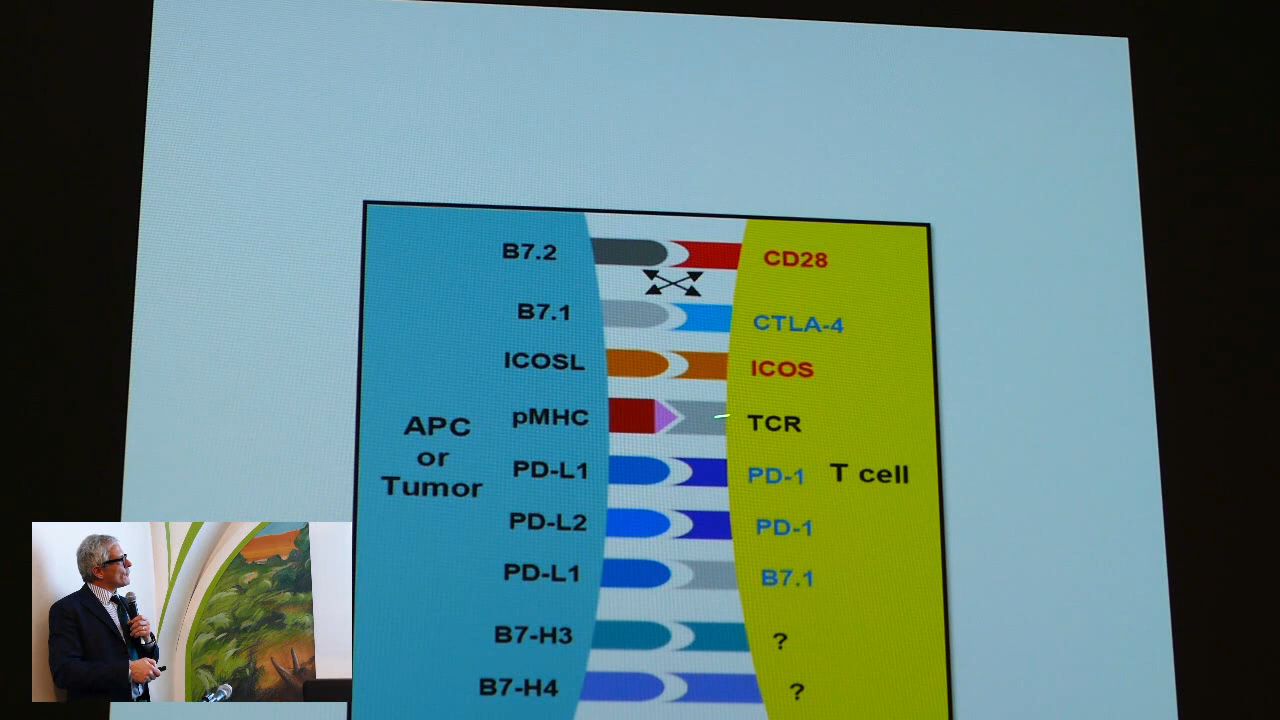 B7.2 CD28
B7.1 CTLA-4
ICOSL ICOS
pMHC TCR
APC
or
Tumor
PD-L1 PD-1 T cell
PD-L2 PD-1
PD-L1 B7.1
B7-H3 ?
B7-H4 ?